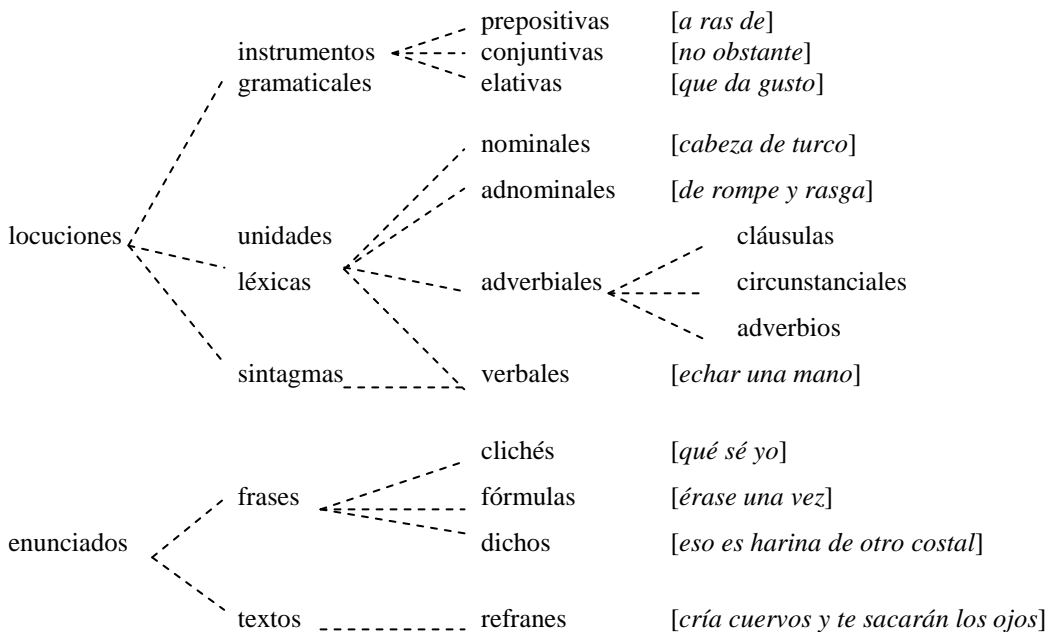 prepositivas [a ras de]
instrumentos conjuntivas [no obstante]
gramaticales elativas [que da gusto]
nominales [cabeza de turco]
adnominales [de rompe y rasga]
locuciones unidades cláusulas
léxicas adverbiales circunstanciales
adverbios
sintagmas verbales [echar una mano]
clichés [qué sé yo]
frases fórmulas [érase una vez]
enunciados dichos [eso es harina de otro costal]
textos refranes [cría cuervos y te sacarán los ojos]